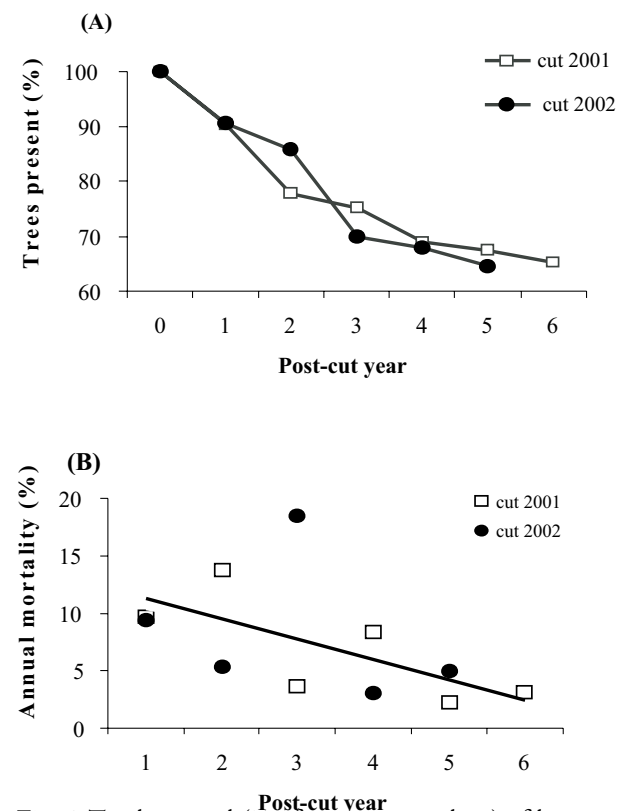 (A)
Trees present (%)
100
90
80
70
60
0 1 2 3 4 5 6
Post-cut year
cut 2001
cut 2002
(B)
Annual mortality (%)
20
15
10
5
0
1 2 3 4 5 6
Post-cut year
cut 2001
cut 2002